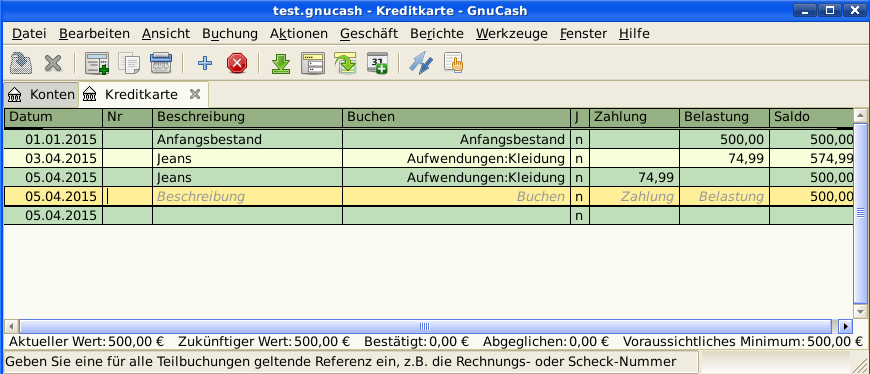 test.gnucash - Kreditkarte - GnuCash
Datei Bearbeiten Ansicht Buchung Aktionen Geschäft Berichte Werkzeuge Fenster Hilfe
31
Konten Kreditkarte
Datum Nr Beschreibung Buchen J Zahlung Belastung Saldo
01.01.2015 Anfangsbestand Anfangsbestand n 500,00 500,00
03.04.2015 Jeans Aufwendungen:Kleidung n 74,99 574,99
05.04.2015 Jeans Aufwendungen:Kleidung n 74,99 500,00
05.04.2015 Beschreibung Buchen n Zahlung Belastung 500,00
05.04.2015 n
Aktueller Wert: 500,00 € Zukünftiger Wert: 500,00 € Bestätigt: 0,00 € Abgeglichen: 0,00 € Voraussichtliches Minimum: 500,00 €
Geben Sie eine für alle Teilbuchungen geltende Referenz ein, z.B. die Rechnungs- oder Scheck-Nummer